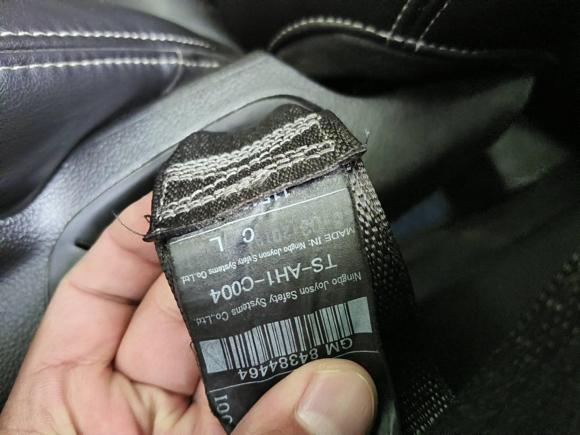 GM 84384464
Ningbo Joyson Safety Systems Co.,Ltd.
TS-AH1-C004
MADE IN: Ningbo Joyson Safety Systems Co.,Ltd.
C L